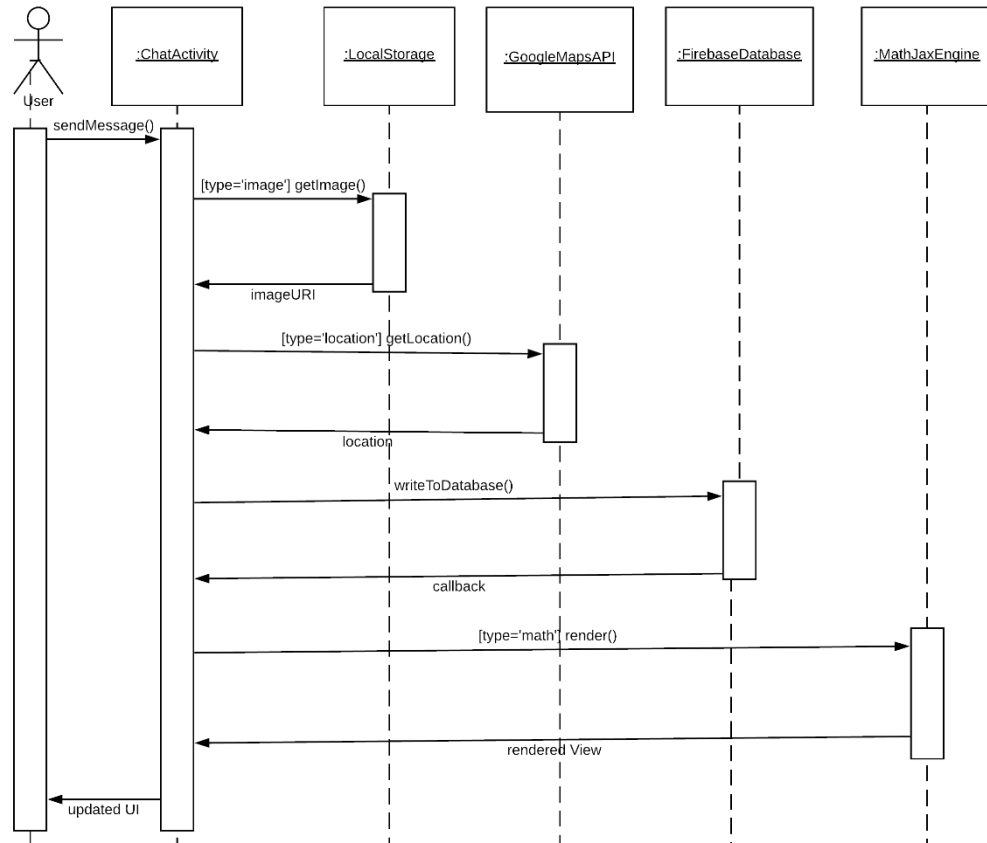 User
:ChatActivity
:LocalStorage
:GoogleMapsAPI
:FirebaseDatabase
:MathJaxEngine
sendMessage()
[type='image'] getImage()
imageURI
[type='location'] getLocation()
location
writeToDatabase()
callback
[type='math'] render()
rendered View
updated UI